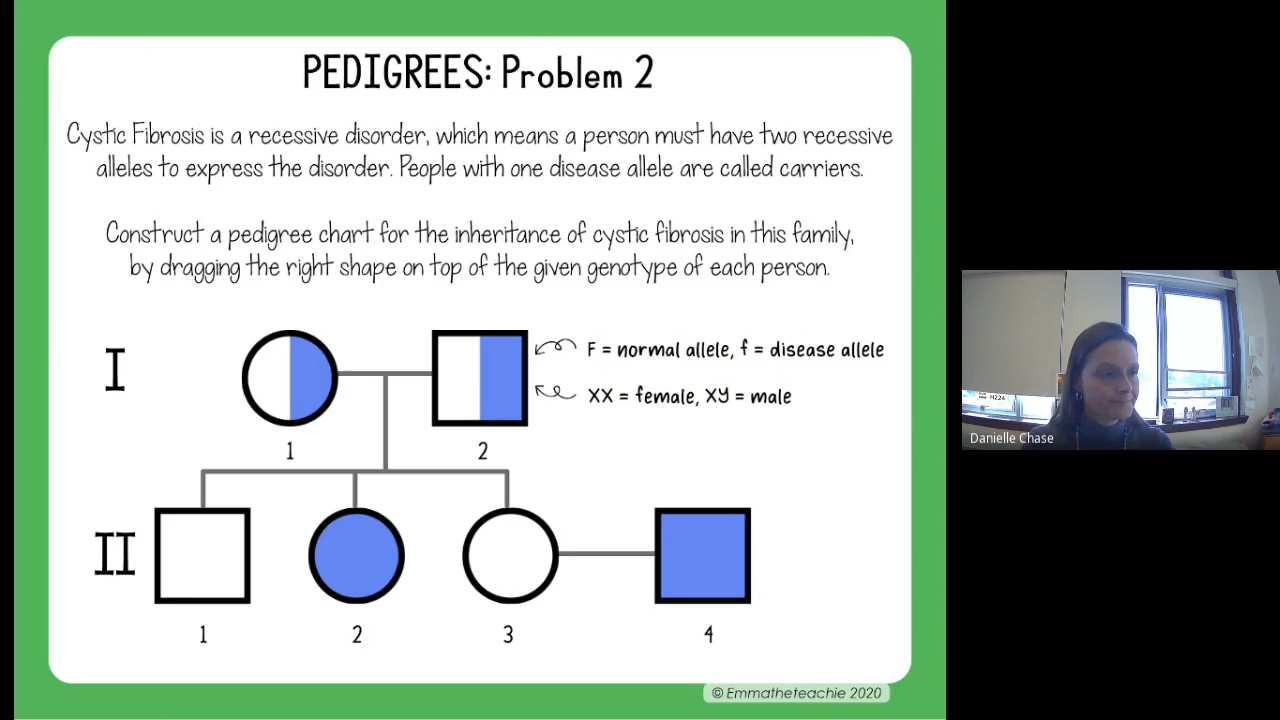 PEDIGREES: Problem 2
Cystic Fibrosis is a recessive disorder, which means a person must have two recessive
alleles to express the disorder. People with one disease allele are called carriers.
Construct a pedigree chart for the inheritance of cystic fibrosis in this family,
by dragging the right shape on top of the given genotype of each person.
I
F = normal allele, f = disease allele
XX = female, XY = male
1 2
II
1 2 3 4
© Emmatheteachie 2020
H224
Danielle Chase